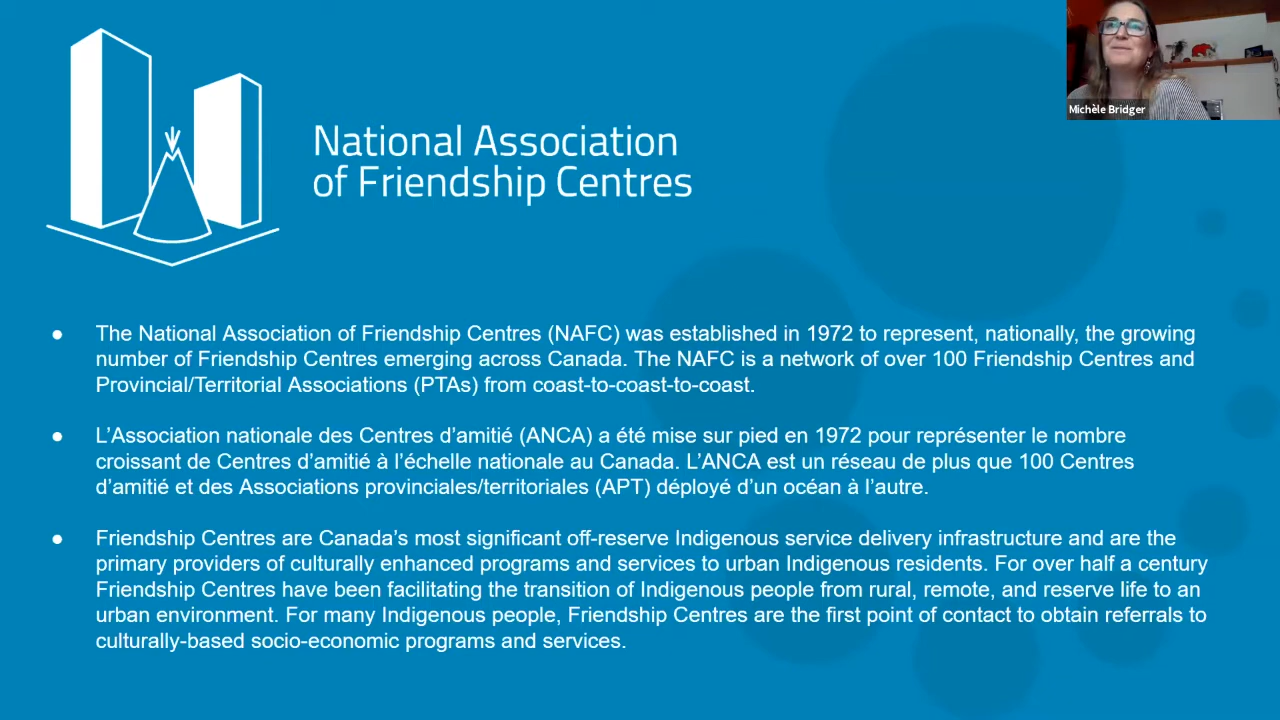 Michèle Bridger
National Association
of Friendship Centres
● The National Association of Friendship Centres (NAFC) was established in 1972 to represent, nationally, the growing
number of Friendship Centres emerging across Canada. The NAFC is a network of over 100 Friendship Centres and
Provincial/Territorial Associations (PTAs) from coast-to-coast-to-coast.
● L’Association nationale des Centres d’amitié (ANCA) a été mise sur pied en 1972 pour représenter le nombre
croissant de Centres d’amitié à l’échelle nationale au Canada. L’ANCA est un réseau de plus que 100 Centres
d’amitié et des Associations provinciales/territoriales (APT) déployé d’un océan à l’autre.
● Friendship Centres are Canada’s most significant off-reserve Indigenous service delivery infrastructure and are the
primary providers of culturally enhanced programs and services to urban Indigenous residents. For over half a century
Friendship Centres have been facilitating the transition of Indigenous people from rural, remote, and reserve life to an
urban environment. For many Indigenous people, Friendship Centres are the first point of contact to obtain referrals to
culturally-based socio-economic programs and services.